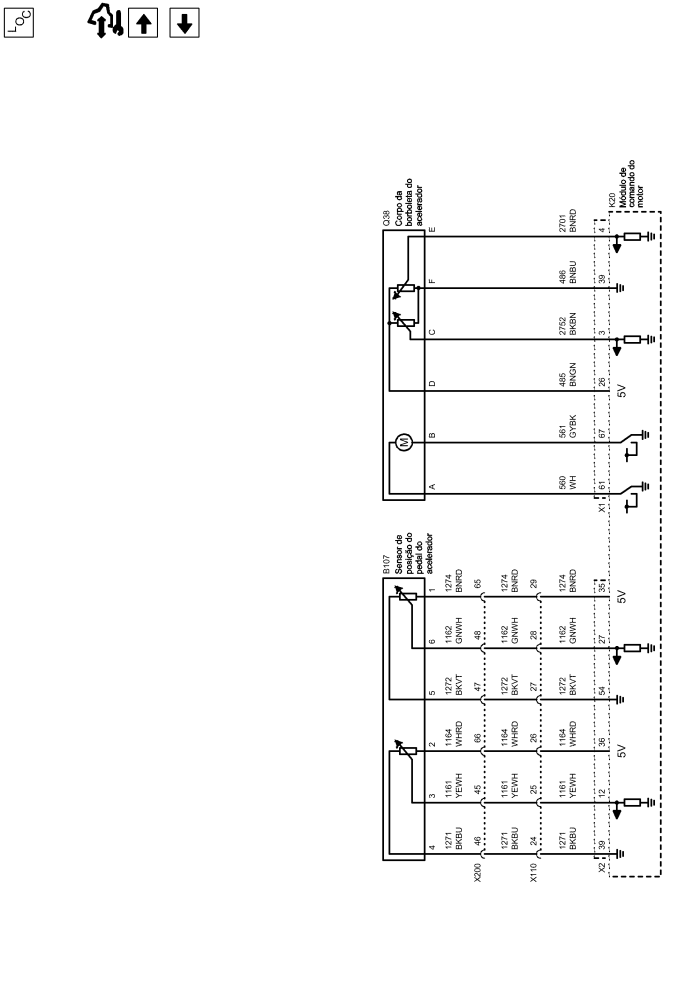 LOC
Q38
Corpo da
borboleta do
acelerador
A
B
D
C
F
E
M
560
WH
561
GYBK
485
BNGN
2752
BKBN
486
BNBU
2701
BNRD
X1
61
67
26
3
39
4
5V
K20
Módulo de
comando do
motor
B107
Sensor de
posição do
pedal do
acelerador
4
3
2
5
6
1
1271
BKBU
1161
YEWH
1164
WHRD
1272
BKVT
1162
GNWH
1274
BNRD
X200
46
45
66
47
48
65
1271
BKBU
1161
YEWH
1164
WHRD
1272
BKVT
1162
GNWH
1274
BNRD
X110
24
25
26
27
28
29
1271
BKBU
1161
YEWH
1164
WHRD
1272
BKVT
1162
GNWH
1274
BNRD
X2
39
12
36
54
27
35
5V
5V